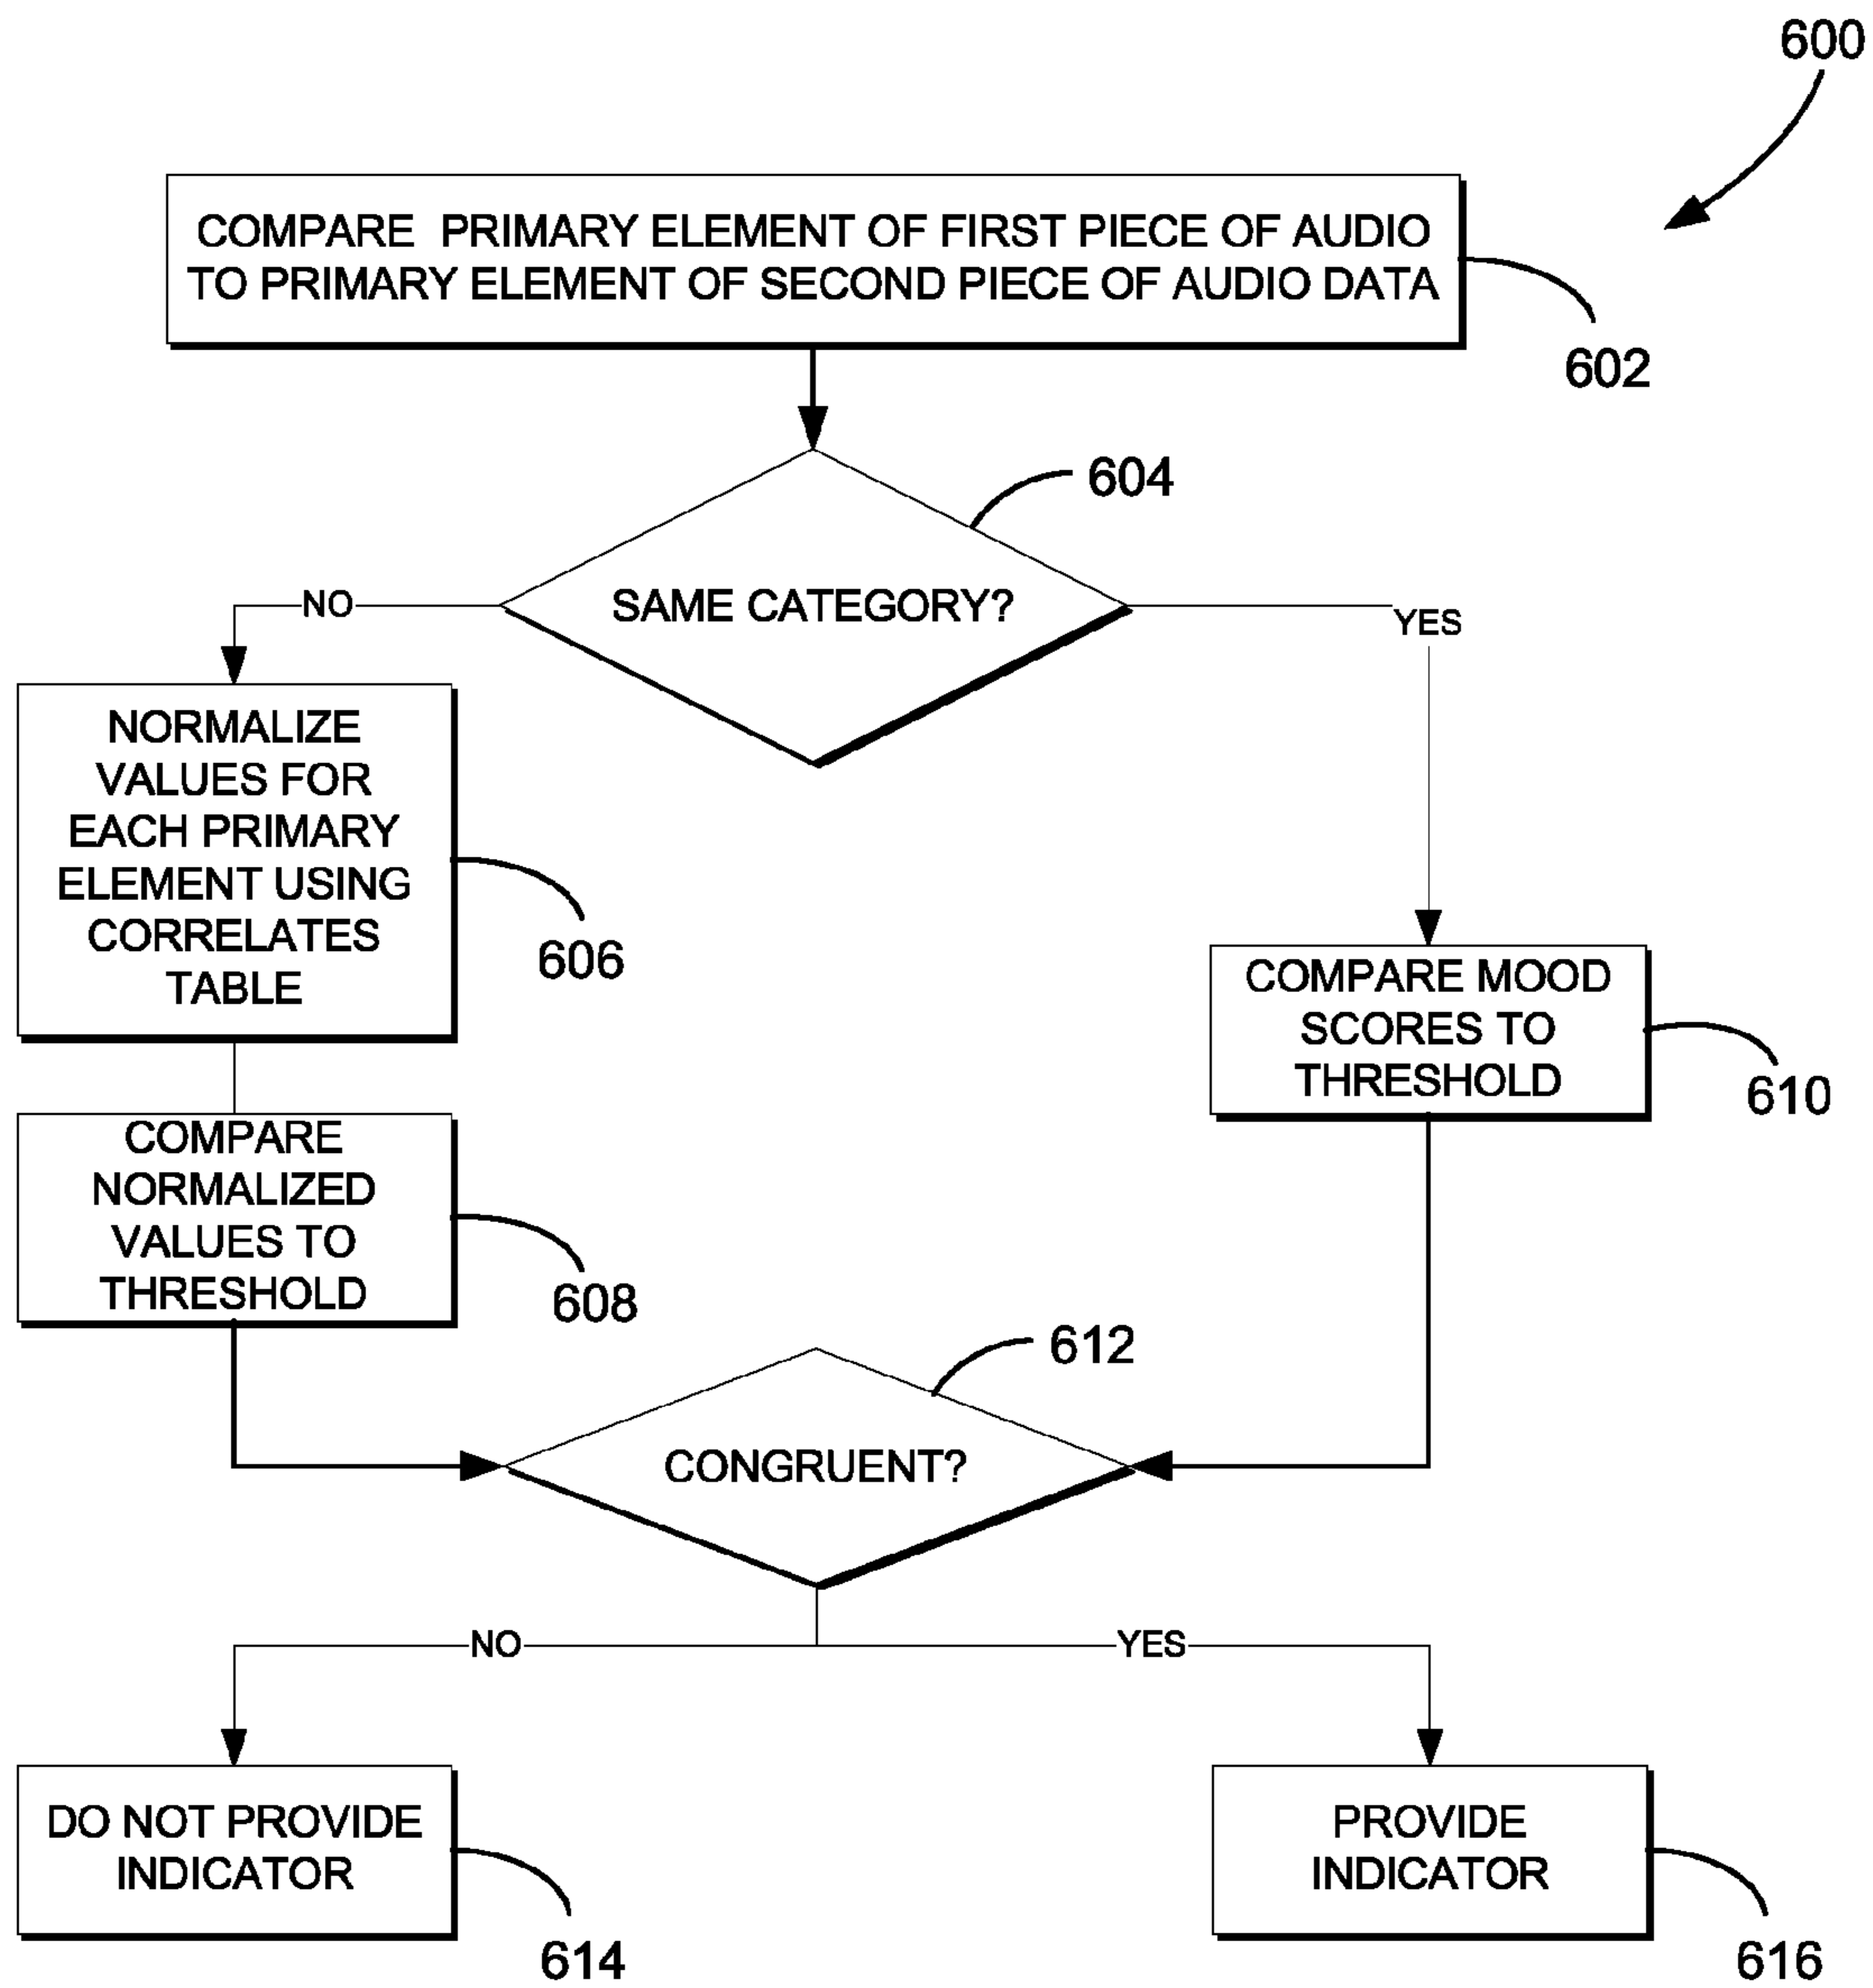 600
COMPARE PRIMARY ELEMENT OF FIRST PIECE OF AUDIO
TO PRIMARY ELEMENT OF SECOND PIECE OF AUDIO DATA
602
604
SAME CATEGORY?
NO
YES
NORMALIZE
VALUES FOR
EACH PRIMARY
ELEMENT USING
CORRELATES
TABLE
606
COMPARE MOOD
SCORES TO
THRESHOLD
610
COMPARE
NORMALIZED
VALUES TO
THRESHOLD
608
612
CONGRUENT?
NO
YES
DO NOT PROVIDE
INDICATOR
614
PROVIDE
INDICATOR
616